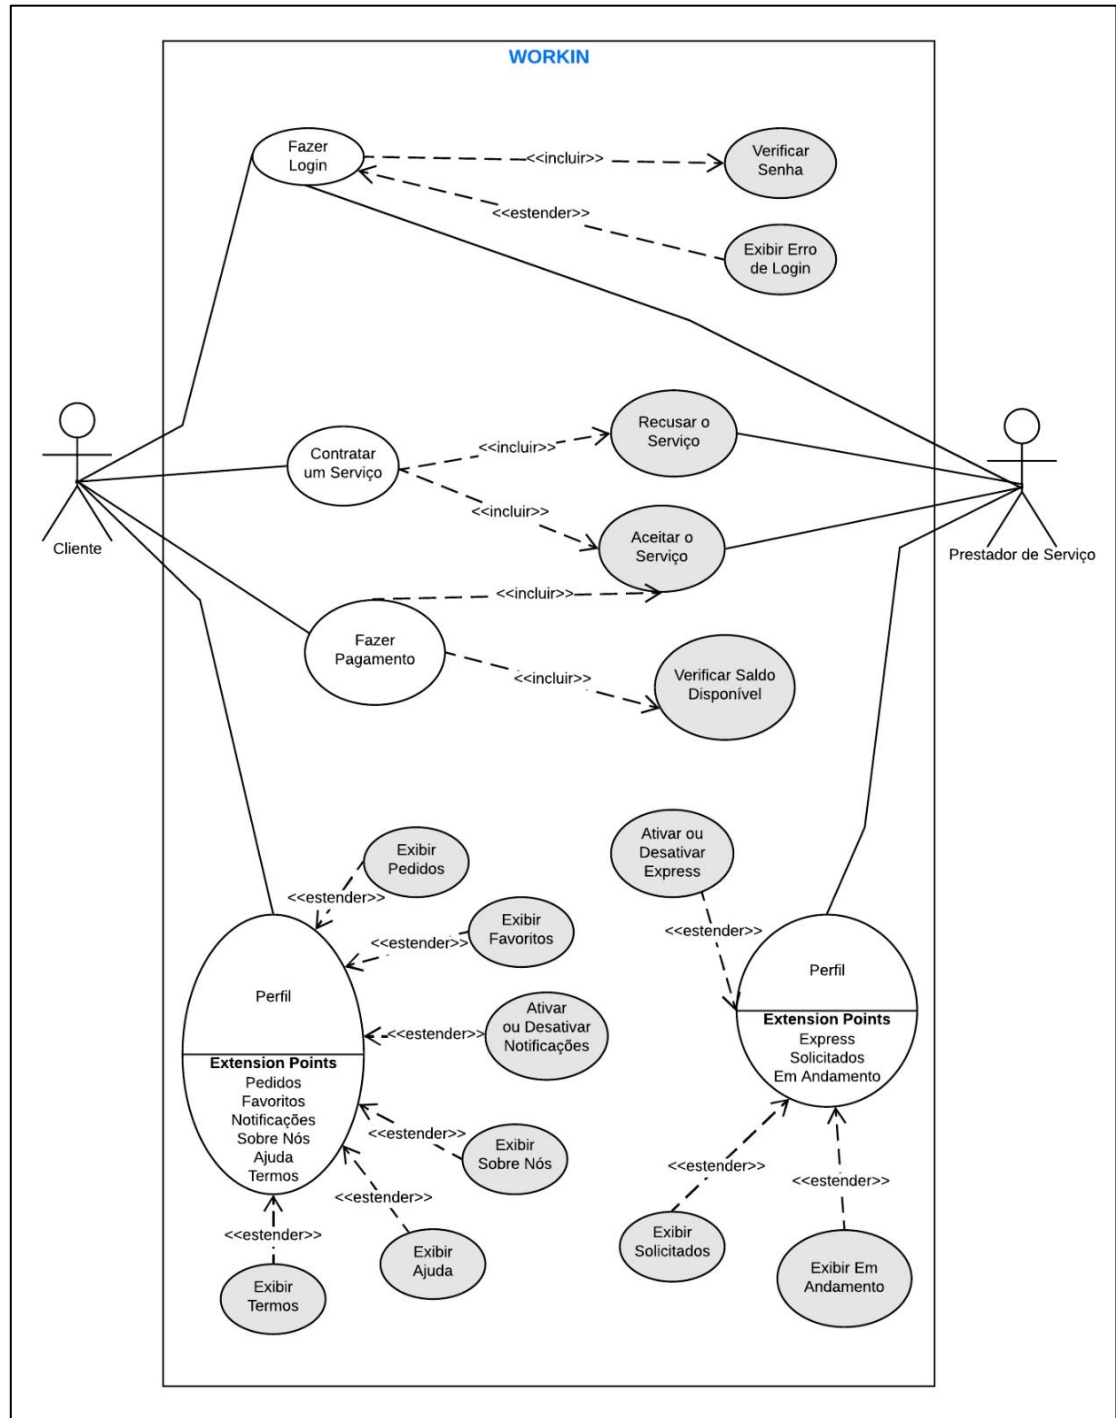 WORKIN
Fazer
Login
<<incluir>>
Verificar
Senha
<<estender>>
Exibir Erro
de Login
Cliente
Contratar
um Serviço
<<incluir>>
Recusar o
Serviço
<<incluir>>
Aceitar o
Serviço
Prestador de Serviço
<<incluir>>
Fazer
Pagamento
<<incluir>>
Verificar Saldo
Disponível
Exibir
Pedidos
<<estender>>
Exibir
Favoritos
<<estender>>
Ativar
ou Desativar
Notificações
<<estender>>
Perfil
Extension Points
Pedidos
Favoritos
Notificações
Sobre Nós
Ajuda
Termos
<<estender>>
Exibir
Sobre Nós
<<estender>>
Exibir
Ajuda
<<estender>>
Exibir
Termos
Ativar ou
Desativar
Express
<<estender>>
Perfil
Extension Points
Express
Solicitados
Em Andamento
<<estender>>
Exibir
Solicitados
<<estender>>
Exibir Em
Andamento